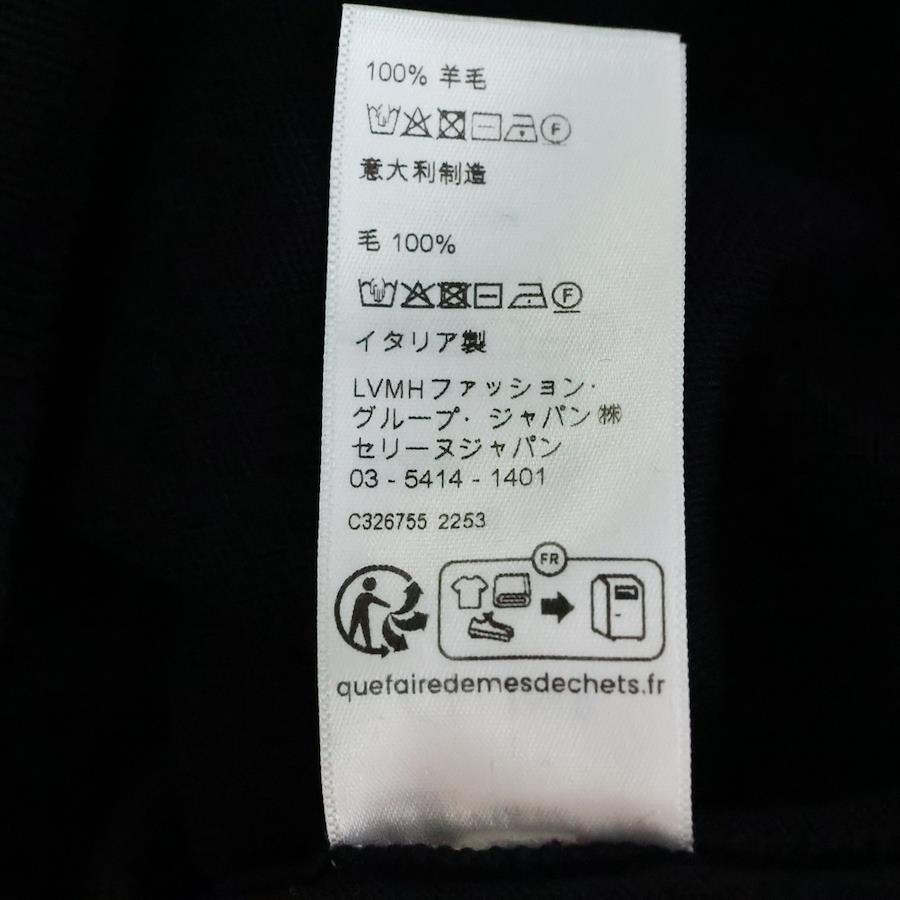 100% 羊毛
F
意大利制造
毛 100%
F
イタリア製
LVMHファッション・
グループ・ジャパン㈱
セリーヌジャパン
03 - 5414 - 1401
C326755 2253
FR
quefairedemesdechets.fr